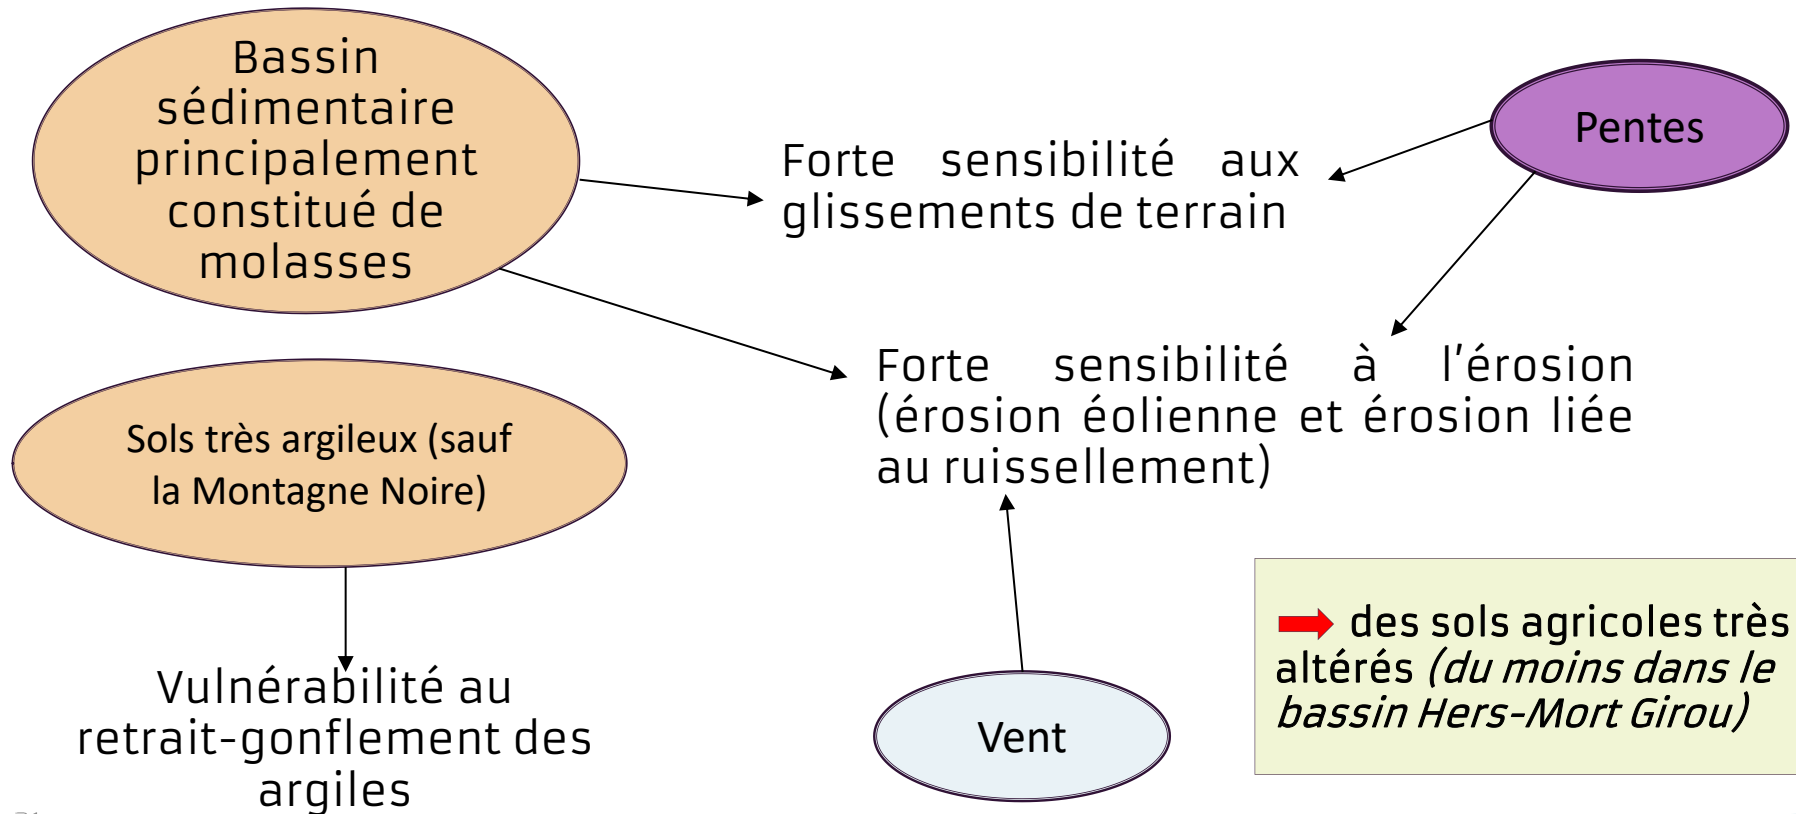 Bassin
sédimentaire
principalement
constitué de
molasses
Pentes
Forte sensibilité aux
glissements de terrain
Forte sensibilité à l'érosion
(érosion éolienne et érosion liée
au ruissellement)
Sols très argileux (sauf
la Montagne Noire)
Vulnérabilité au
retrait-gonflement des
argiles
Vent
des sols agricoles très
altérés (du moins dans le
bassin Hers-Mort Girou)